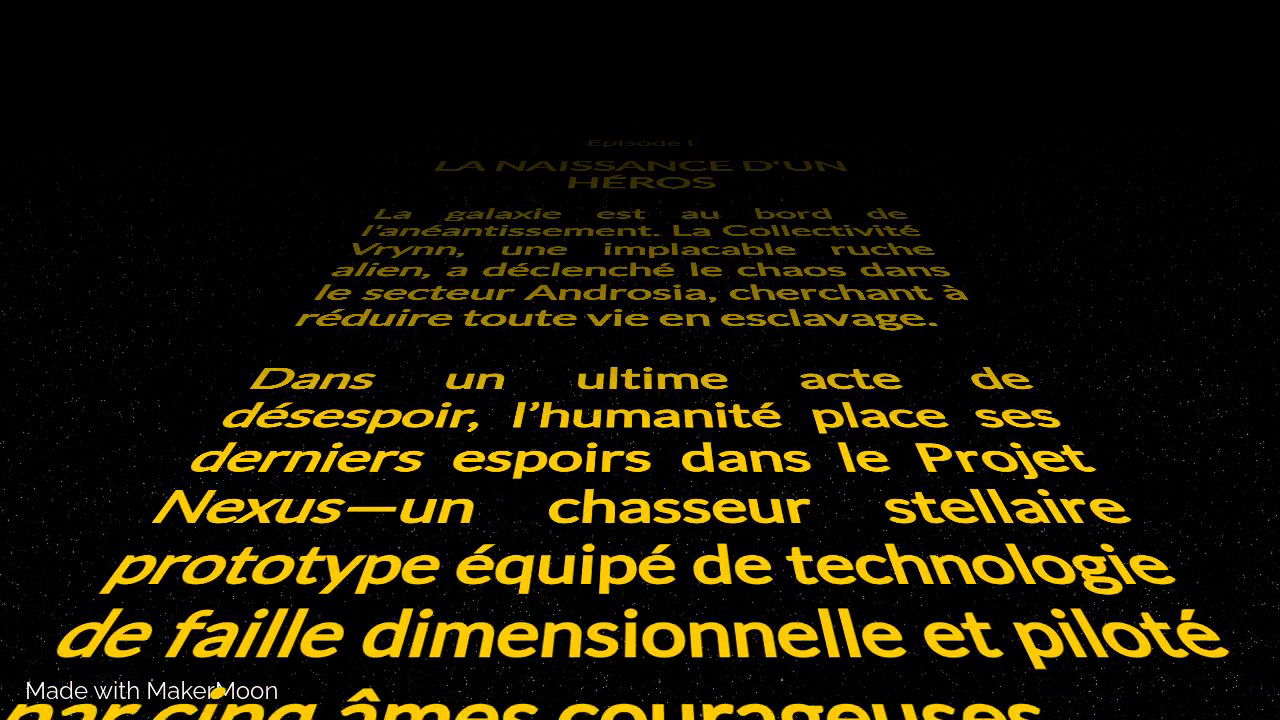 Episode I
LA NAISSANCE D'UN
HÉROS
La galaxie est au bord de
l'anéantissement. La Collectivité
Vrynn, une implacable ruche
alien, a déclenché le chaos dans
le secteur Androsia, cherchant à
réduire toute vie en esclavage.
Dans un ultime acte de
désespoir, l’humanité place ses
derniers espoirs dans le Projet
Nexus—un chasseur stellaire
prototype équipé de technologie
de faille dimensionnelle et piloté
par cinq âmes courageuses
Made with MakerMoon